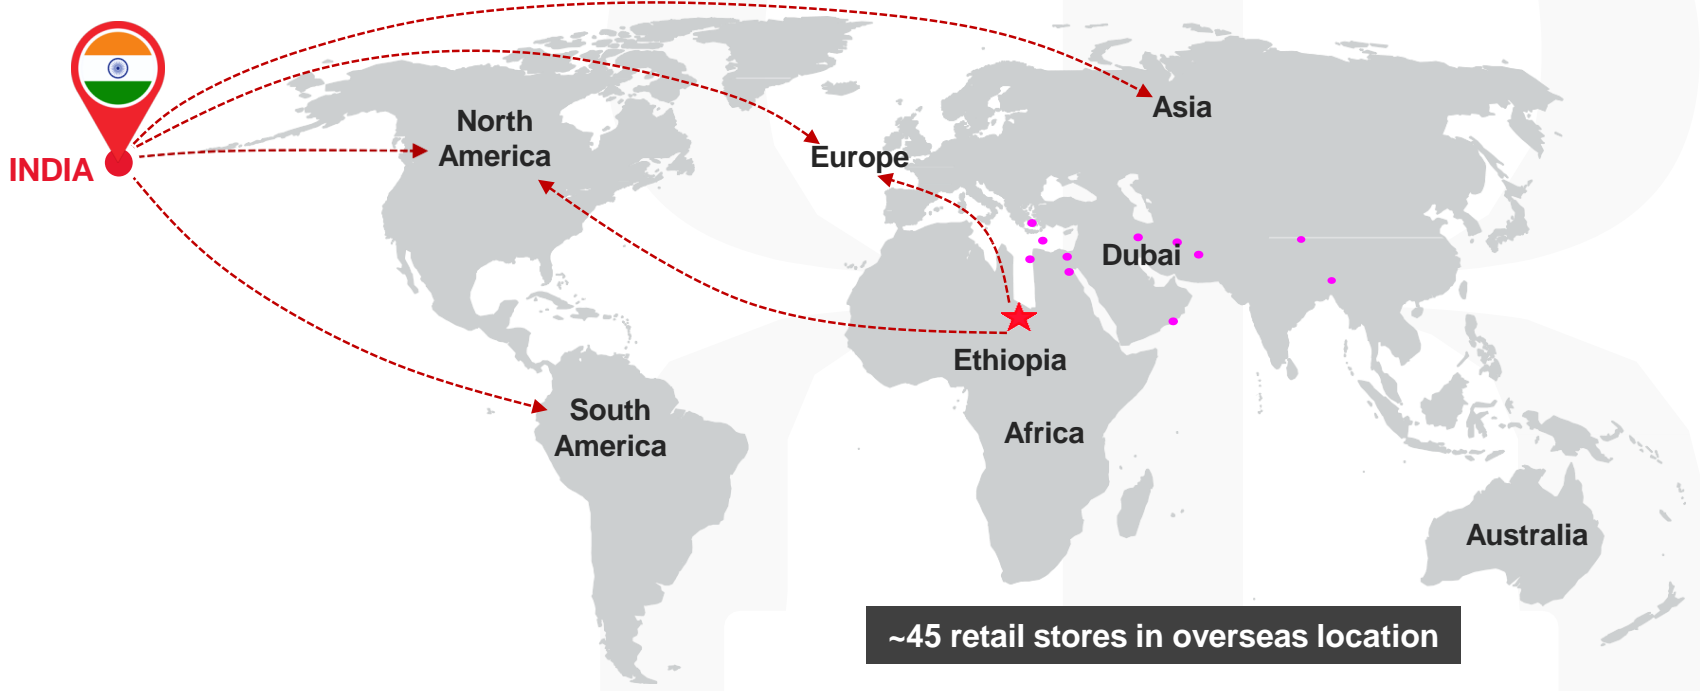 INDIA
North
America
Europe
Asia
Dubai
Ethiopia
South
America
Africa
Australia
~45 retail stores in overseas location